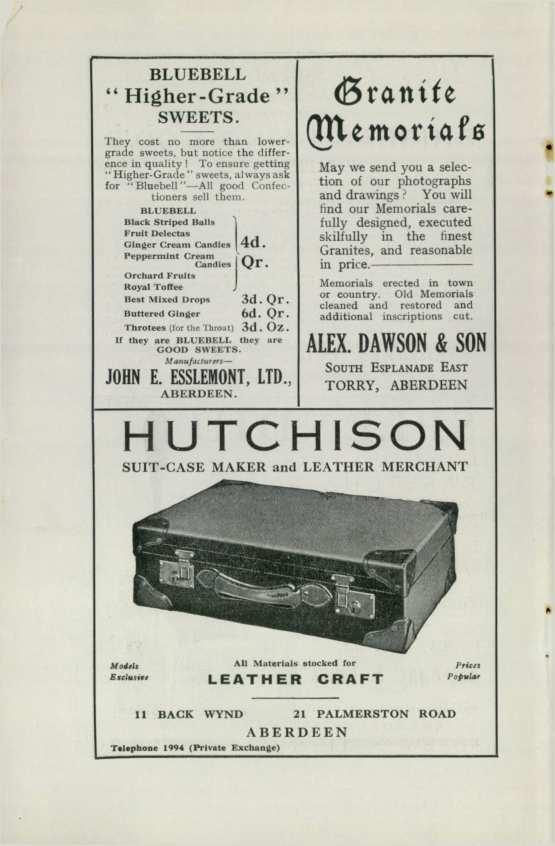 BLUEBELL
“ Higher-Grade ”
SWEETS.
They cost no more than lower-
grade sweets, but notice the differ-
ence in quality ! To ensure getting
“ Higher-Grade ” sweets, always ask
for “ Bluebell ”—All good Confec-
tioners sell them.
BLUEBELL
Black Striped Balls
Fruit Delectas
Ginger Cream Candies
Peppermint Cream
Candies
Orchard Fruits
Royal Toffee
4d.
Qr.
Best Mixed Drops 3d. Qr.
Buttered Ginger 6d. Qr.
Throtees (for the Throat) 3d. Oz.
If they are BLUEBELL they are
GOOD SWEETS.
Manufacturers—
JOHN E. ESSLEMONT, LTD.,
ABERDEEN.
Granite
Memorials
May we send you a selec-
tion of our photographs
and drawings ? You will
find our Memorials care-
fully designed, executed
skilfully in the finest
Granites, and reasonable
in price.—
Memorials erected in town
or country. Old Memorials
cleaned and restored and
additional inscriptions cut.
ALEX. DAWSON & SON
SOUTH ESPLANADE EAST
TORRY, ABERDEEN
HUTCHISON
SUIT-CASE MAKER and LEATHER MERCHANT
Models
Exclusive
All Materials stocked for
LEATHER CRAFT
Prices
Popular
11 BACK WYND 21 PALMERSTON ROAD
ABERDEEN
Telephone 1994 (Private Exchange)